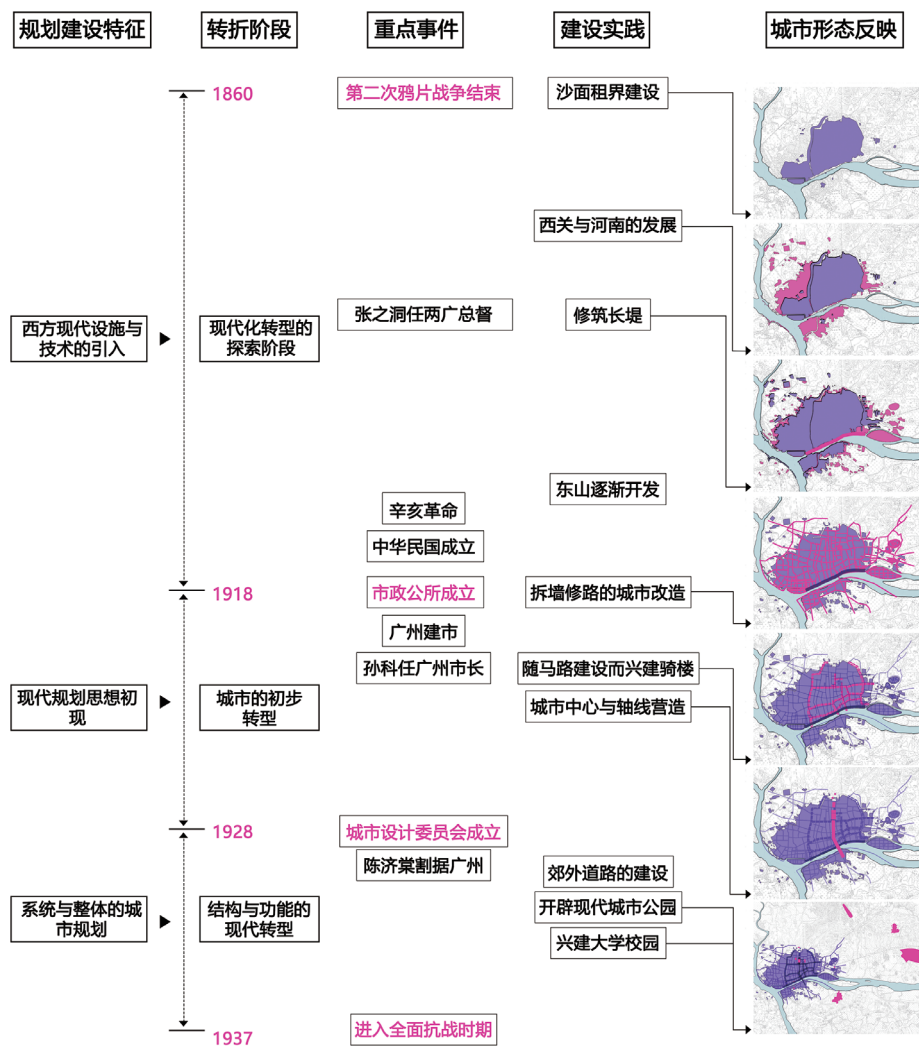 规划建设特征
转折阶段
重点事件
建设实践
城市形态反映
1860
第二次鸦片战争结束
沙面租界建设
西关与河南的发展
张之洞任两广总督
修筑长堤
西方现代设施与
技术的引入
现代化转型的
探索阶段
东山逐渐开发
辛亥革命
中华民国成立
1918
市政公所成立
拆墙修路的城市改造
广州建市
孙科任广州市长
随马路建设而兴建骑楼
现代规划思想初
现
城市的初步
转型
城市中心与轴线营造
1928
城市设计委员会成立
陈济棠割据广州
郊外道路的建设
系统与整体的城
市规划
结构与功能的
现代转型
开辟现代城市公园
兴建大学校园
1937
进入全面抗战时期